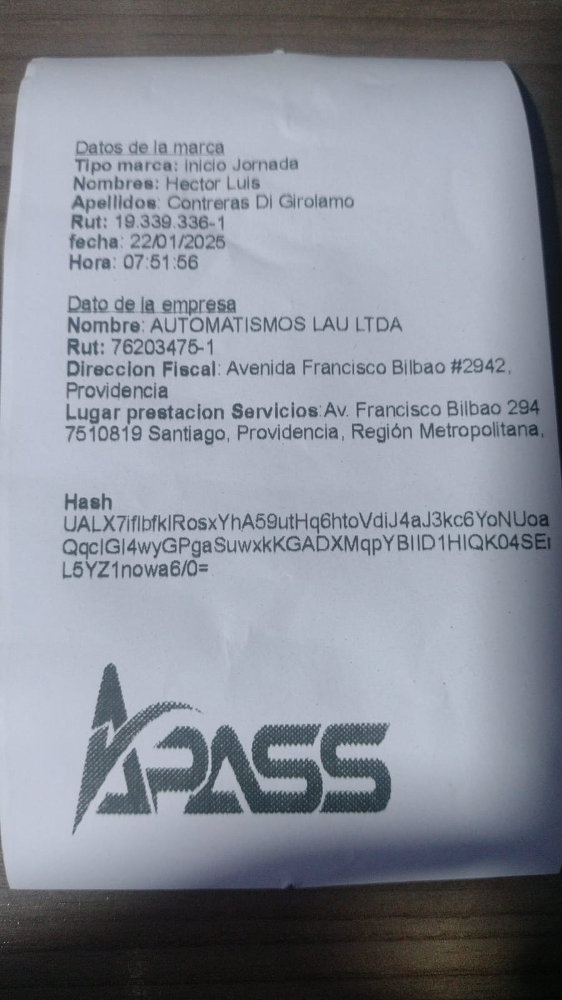 Datos de la marca
Tipo marca: Inicio Jornada
Nombres: Hector Luis
Apellidos: Contreras Di Girolamo
Rut: 19.339.336-1
fecha: 22/01/2025
Hora: 07:51:56
Dato de la empresa
Nombre: AUTOMATISMOS LAU LTDA
Rut: 76203475-1
Direccion Fiscal: Avenida Francisco Bilbao #2942,
Providencia
Lugar prestacion Servicios:Av. Francisco Bilbao 294
7510819 Santiago, Providencia, Región Metropolitana,
Hash
L5YZ1nowa6/0=
APASS